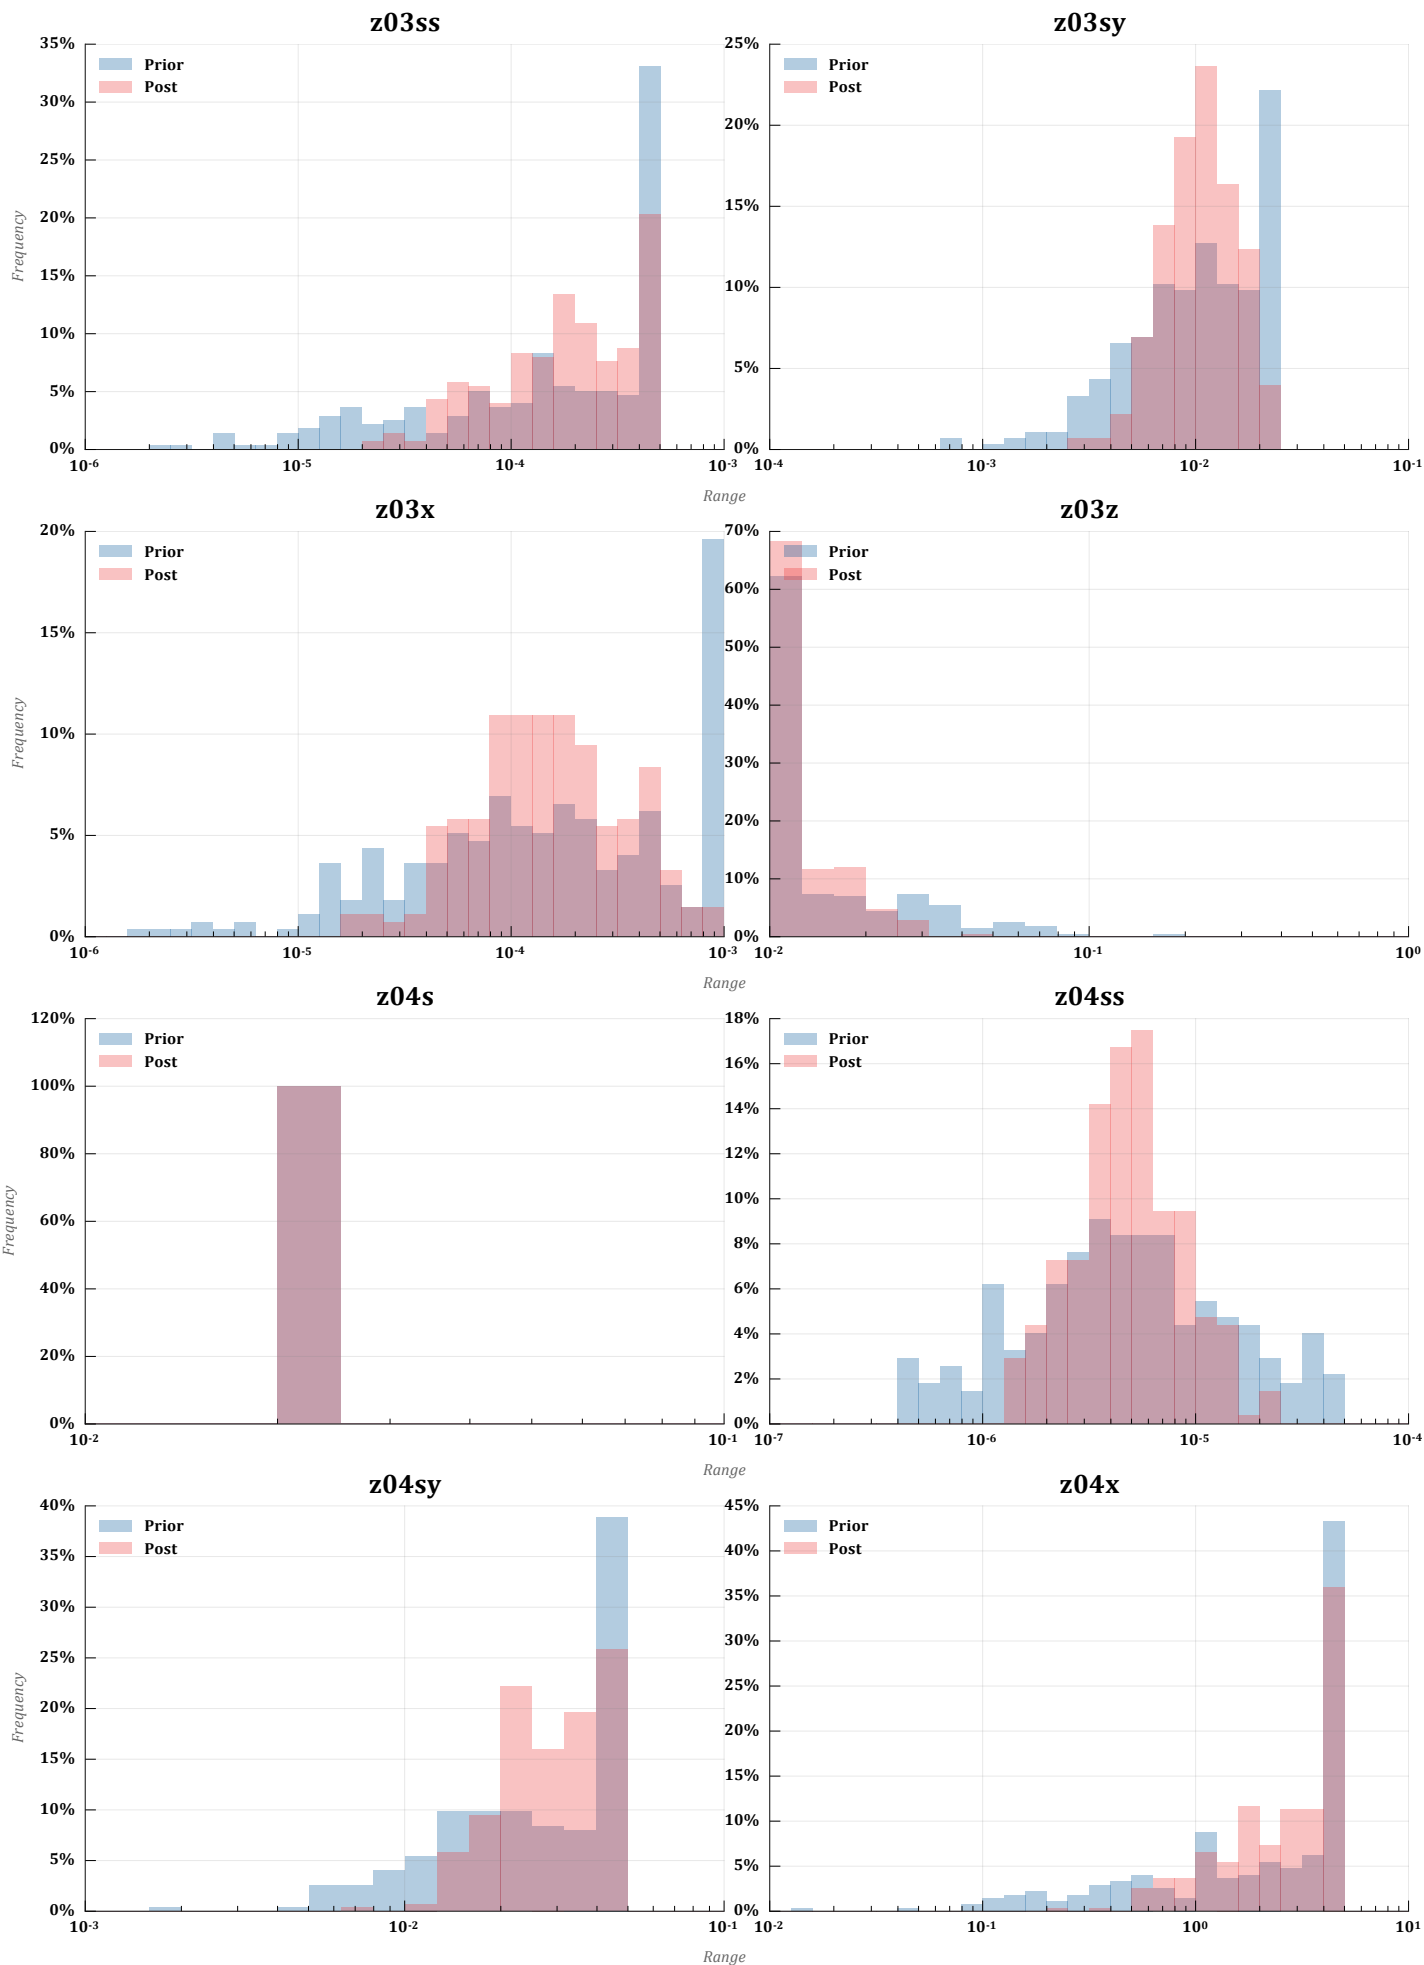 z03ss
z03sy
35%
30%
25%
20%
15%
10%
5%
0%
Prior
Post
Frequency
10-6
10-5
10-4
10-3
25%
20%
15%
10%
5%
0%
Prior
Post
10-4
10-3
10-2
10-1
Range
z03x
z03z
20%
15%
10%
5%
0%
Prior
Post
Frequency
10-6
10-5
10-4
10-3
70%
60%
50%
40%
30%
20%
10%
0%
Prior
Post
10-2
10-1
100
Range
z04s
z04ss
120%
100%
80%
60%
40%
20%
0%
Prior
Post
Frequency
10-2
10-1
18%
16%
14%
12%
10%
8%
6%
4%
2%
0%
Prior
Post
10-7
10-6
10-5
10-4
Range
z04sy
z04x
40%
35%
30%
25%
20%
15%
10%
5%
0%
Prior
Post
Frequency
10-3
10-2
10-1
45%
40%
35%
30%
25%
20%
15%
10%
5%
0%
Prior
Post
10-2
10-1
100
101
Range